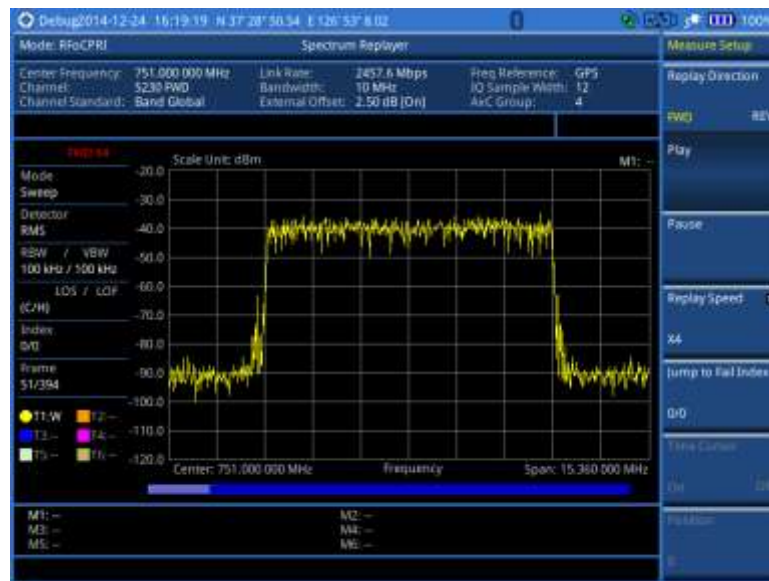 Debug2014-12-24 16:19:19 N 37° 28' 50.54 E 126° 53' 8.02 100%
Mode: RFoCPRI Spectrum Replayer Measure Setup
Center Frequency: 751.000 000 MHz Link Rate: 2457.6 Mbps Freq Reference: GPS
Channel: 5230 FWD Bandwidth: 10 MHz IQ Sample Width: 12
Channel Standard: Band Global External Offset: 2.50 dB [On] AxC Group: 4
Replay Direction
FWD REV
Scale Unit: dBm M1: --
Mode
Sweep
Detector
RMS
RBW / VBW
100 kHz / 100 kHz
LOS / LOF
(C/H)
Index
0/0
Frame
51/394
T1:W T2:--
T3:-- T4:--
T5:-- T6:--
-20.0
-30.0
-40.0
-50.0
-60.0
-70.0
-80.0
-90.0
-100.0
-110.0
-120.0
Center: 751.000 000 MHz Frequency Span: 15.360 000 MHz
Play
Pause
Replay Speed
X4
Jump to Fail Index
0/0
Time Cursor
On
Position
0
M1: -- M2: --
M3: -- M4: --
M5: -- M6: --